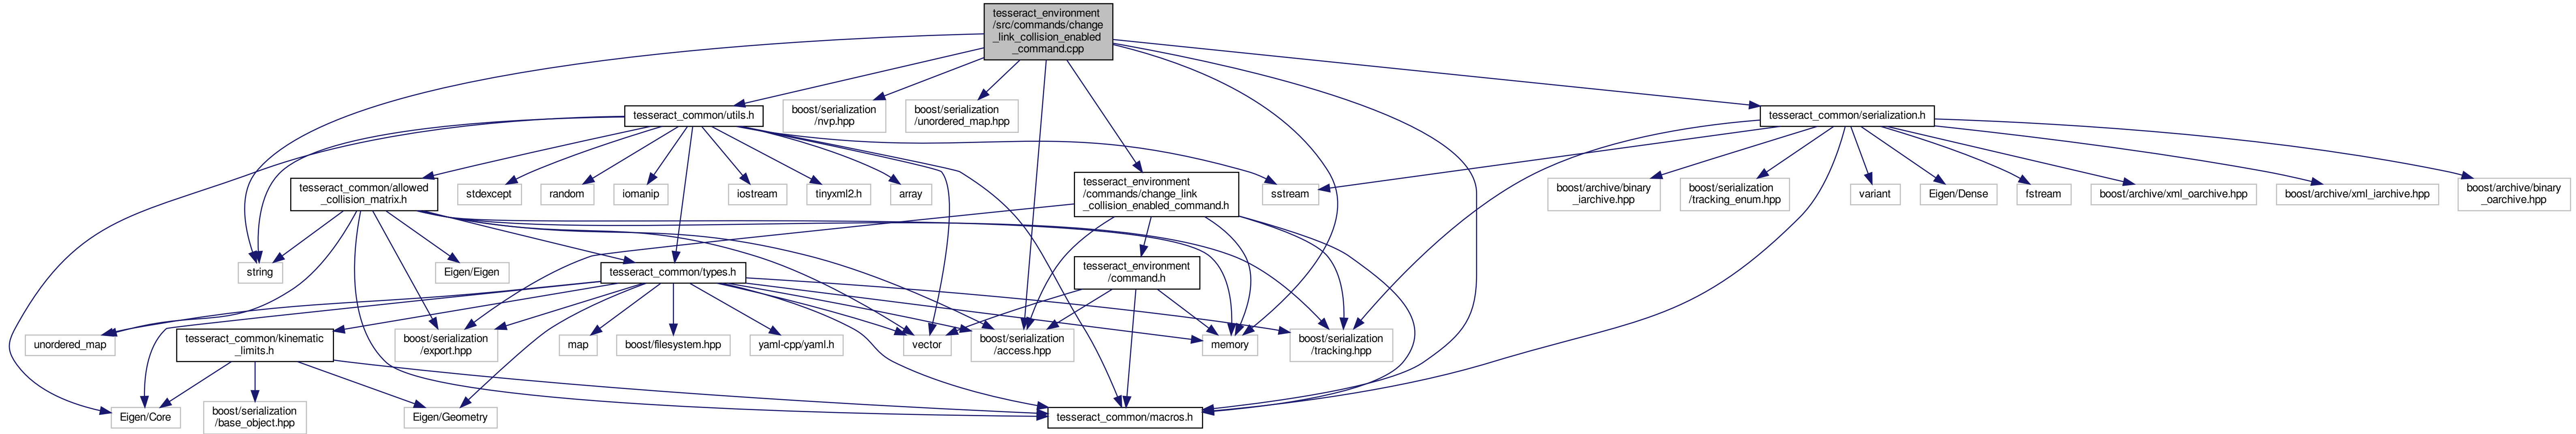 tesseract_environment
/src/commands/change
_link_collision_enabled
_command.cpp
tesseract_common/utils.h
boost/serialization
/nvp.hpp
boost/serialization
/unordered_map.hpp
tesseract_common/serialization.h
tesseract_common/allowed
_collision_matrix.h
stdexcept
random
iomanip
iostream
tinyxml2.h
array
tesseract_environment
/commands/change_link
_collision_enabled_command.h
sstream
boost/archive/binary
_iarchive.hpp
boost/serialization
/tracking_enum.hpp
variant
Eigen/Dense
fstream
boost/archive/xml_oarchive.hpp
boost/archive/xml_iarchive.hpp
boost/archive/binary
_oarchive.hpp
string
Eigen/Eigen
tesseract_common/types.h
tesseract_environment
/command.h
unordered_map
tesseract_common/kinematic
_limits.h
boost/serialization
/export.hpp
map
boost/filesystem.hpp
yaml-cpp/yaml.h
vector
boost/serialization
/access.hpp
memory
boost/serialization
/tracking.hpp
Eigen/Core
boost/serialization
/base_object.hpp
Eigen/Geometry
tesseract_common/macros.h